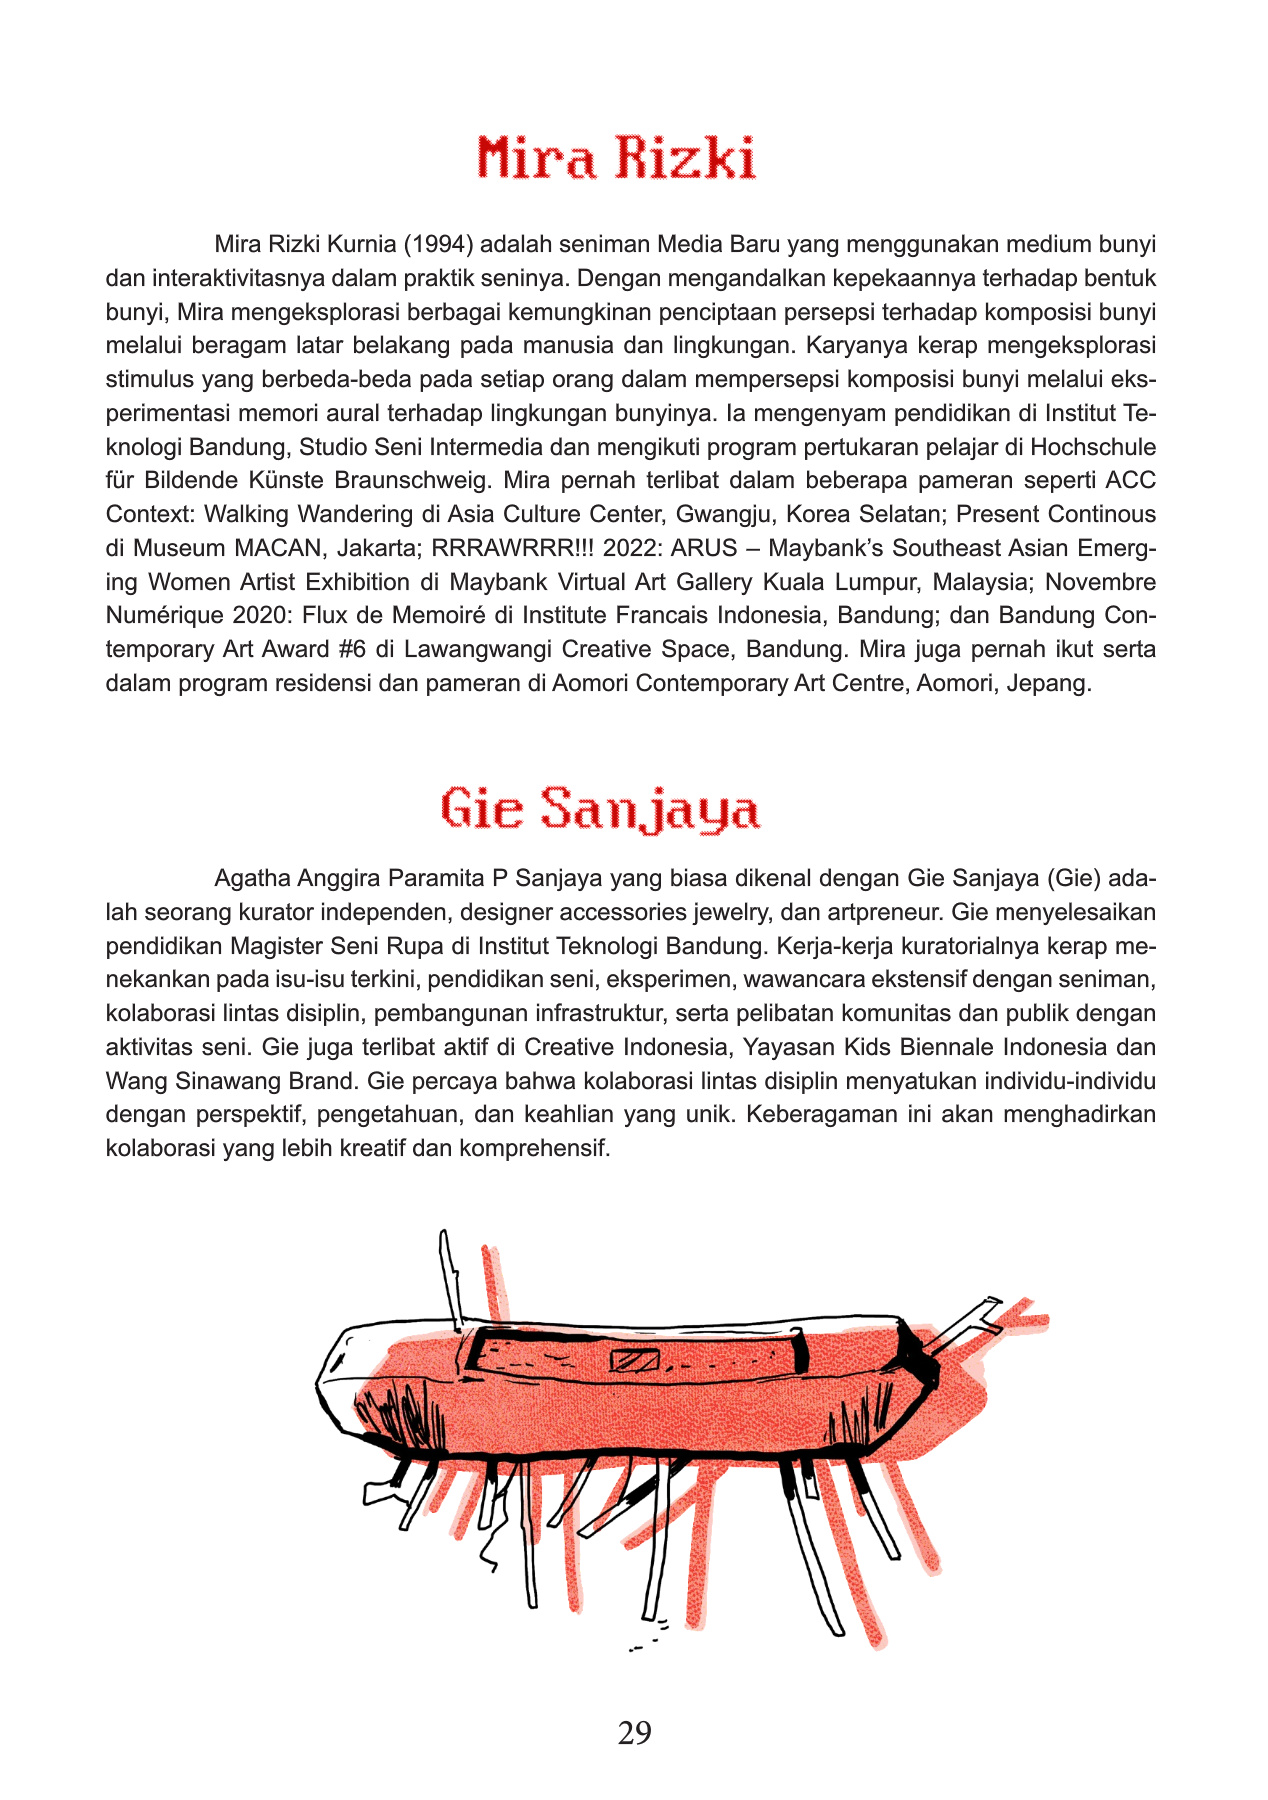 Mira Rizki
Mira Rizki Kurnia (1994) adalah seniman Media Baru yang menggunakan medium bunyi
dan interaktivitasnya dalam praktik seninya. Dengan mengandalkan kepekaannya terhadap bentuk
bunyi, Mira mengeksplorasi berbagai kemungkinan penciptaan persepsi terhadap komposisi bunyi
melalui beragam latar belakang pada manusia dan lingkungan. Karyanya kerap mengeksplorasi
stimulus yang berbeda-beda pada setiap orang dalam mempersepsi komposisi bunyi melalui eks-
perimentasi memori aural terhadap lingkungan bunyinya. Ia mengenyam pendidikan di Institut Te-
knologi Bandung, Studio Seni Intermedia dan mengikuti program pertukaran pelajar di Hochschule
für Bildende Künste Braunschweig. Mira pernah terlibat dalam beberapa pameran seperti ACC
Context: Walking Wandering di Asia Culture Center, Gwangju, Korea Selatan; Present Continous
di Museum MACAN, Jakarta; RRRAWRRR!!! 2022: ARUS – Maybank’s Southeast Asian Emerg-
ing Women Artist Exhibition di Maybank Virtual Art Gallery Kuala Lumpur, Malaysia; Novembre
Numérique 2020: Flux de Memoiré di Institute Francais Indonesia, Bandung; dan Bandung Con-
temporary Art Award #6 di Lawangwangi Creative Space, Bandung. Mira juga pernah ikut serta
dalam program residensi dan pameran di Aomori Contemporary Art Centre, Aomori, Jepang.
Gie Sanjaya
Agatha Anggira Paramita P Sanjaya yang biasa dikenal dengan Gie Sanjaya (Gie) ada-
lah seorang kurator independen, designer accessories jewelry, dan artpreneur. Gie menyelesaikan
pendidikan Magister Seni Rupa di Institut Teknologi Bandung. Kerja-kerja kuratorialnya kerap me-
nekankan pada isu-isu terkini, pendidikan seni, eksperimen, wawancara ekstensif dengan seniman,
kolaborasi lintas disiplin, pembangunan infrastruktur, serta pelibatan komunitas dan publik dengan
aktivitas seni. Gie juga terlibat aktif di Creative Indonesia, Yayasan Kids Biennale Indonesia dan
Wang Sinawang Brand. Gie percaya bahwa kolaborasi lintas disiplin menyatukan individu-individu
dengan perspektif, pengetahuan, dan keahlian yang unik. Keberagaman ini akan menghadirkan
kolaborasi yang lebih kreatif dan komprehensif.
29